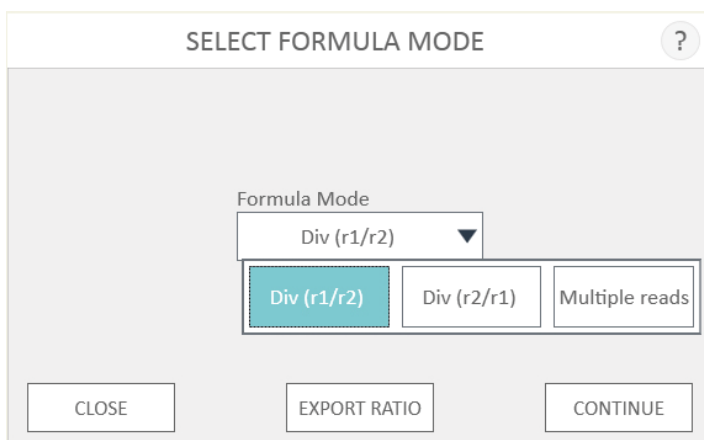 SELECT FORMULA MODE ?
Formula Mode
Div (r1/r2)
Div (r1/r2) Div (r2/r1) Multiple reads
CLOSE EXPORT RATIO CONTINUE